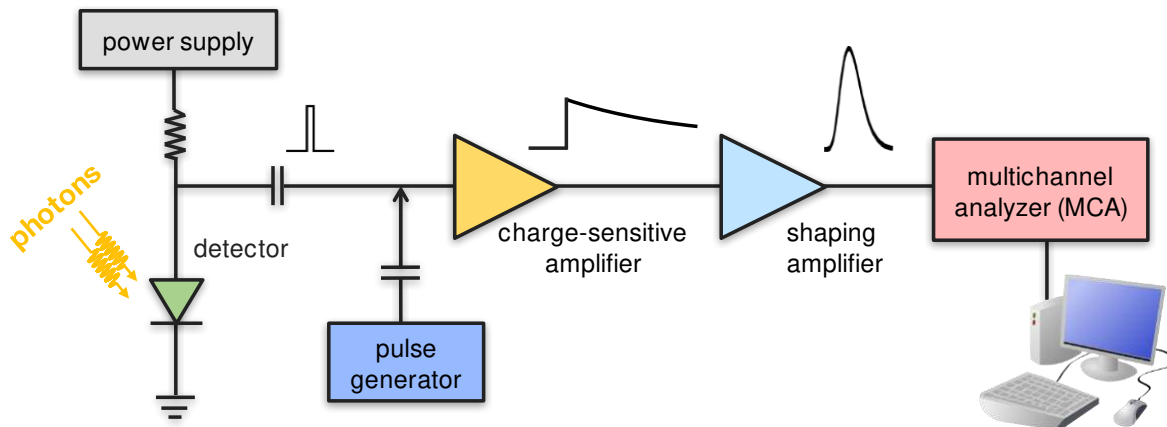 power supply
photons
detector
pulse
generator
charge-sensitive
amplifier
shaping
amplifier
multichannel
analyzer (MCA)